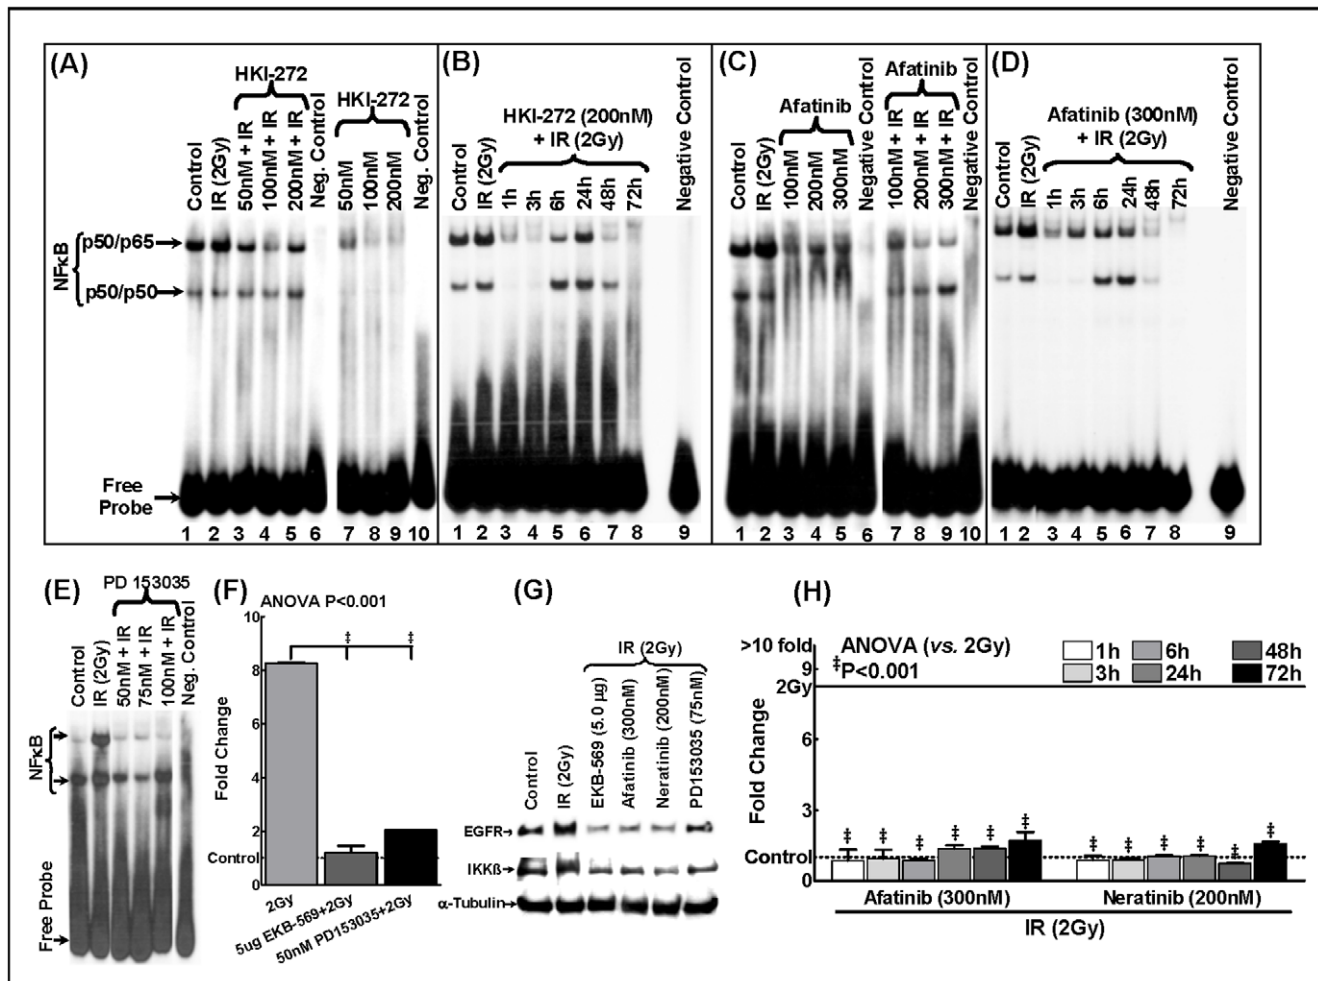 (A)
HKI-272
Control
IR (2Gy)
50nM + IR
100nM + IR
200nM + IR
Neg. Control
HKI-272
50nM
100nM
200nM
Neg. Control
NFκB
p50/p65
p50/p50
Free
Probe
1 2 3 4 5 6 7 8 9 10
(B)
HKI-272 (200nM)
+ IR (2Gy)
Control
IR (2Gy)
1h
3h
6h
24h
48h
72h
Negative Control
1 2 3 4 5 6 7 8 9
(C)
Afatinib
Control
IR (2Gy)
100nM
200nM
300nM
Negative Control
Afatinib
100nM + IR
200nM + IR
300nM + IR
Negative Control
1 2 3 4 5 6 7 8 9 10
(D)
Afatinib (300nM)
+ IR (2Gy)
Control
IR (2Gy)
1h
3h
6h
24h
48h
72h
Negative Control
1 2 3 4 5 6 7 8 9
(E)
PD 153035
Control
IR (2Gy)
50nM + IR
75nM + IR
100nM + IR
Neg. Control
NFκB
Free Probe
(F)
ANOVA P<0.001
‡ ‡
Fold Change
10
8
6
4
2
Control
0
2Gy
5ug EKB-569+2Gy
50nM PD153035+2Gy
(G)
IR (2Gy)
Control
IR (2Gy)
EKB-569 (5.0 μg)
Afatinib (300nM)
Neratinib (200nM)
PD153035 (75nM)
EGFR
IKKß
α-Tubulin
(H)
ANOVA (vs. 2Gy)
‡P<0.001
1h 6h 48h
3h 24h 72h
Fold Change
>10 fold
9
2Gy
3
Control
0
‡ ‡ ‡ ‡ ‡ ‡ ‡ ‡ ‡ ‡ ‡ ‡
Afatinib (300nM) Neratinib (200nM)
IR (2Gy)